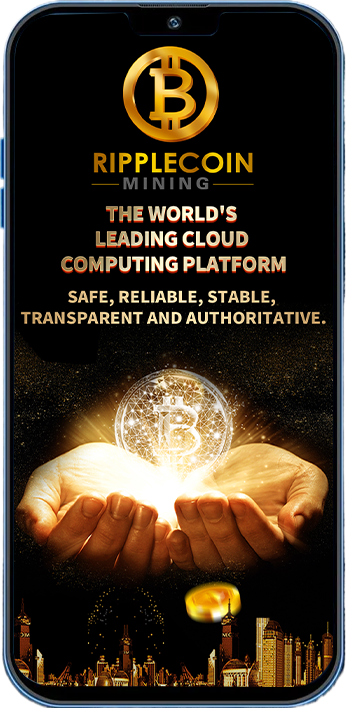 RIPPLECOIN
MINING
THE WORLD'S
LEADING CLOUD
COMPUTING PLATFORM
SAFE, RELIABLE, STABLE,
TRANSPARENT AND AUTHORITATIVE.